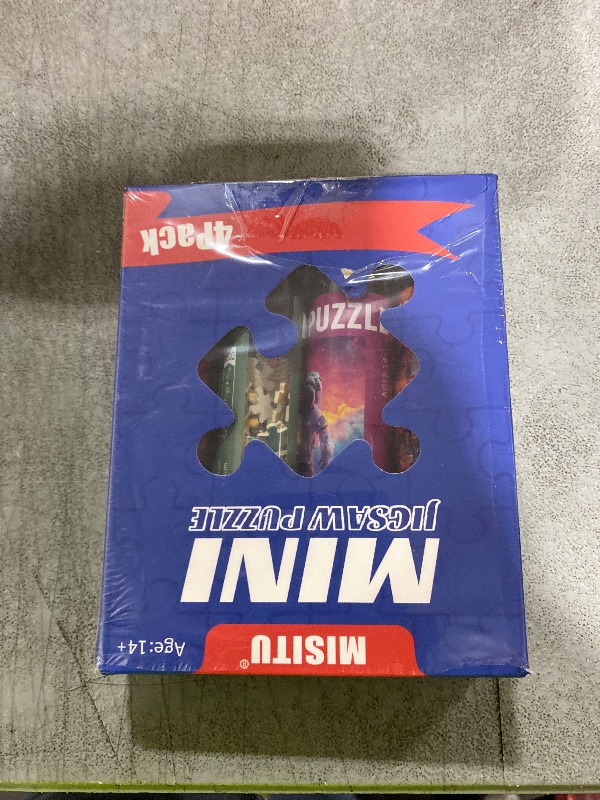 MISITU®
Age:14+
MINI
JIGSAW PUZZLE
PUZZLE
4Pack